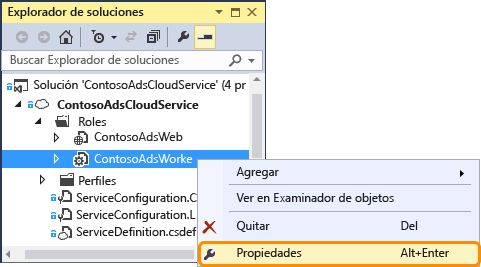 Explorador de soluciones
Buscar Explorador de soluciones
Solución 'ContosoAdsCloudService' (4 pr
ContosoAdsCloudService
Roles
ContosoAdsWeb
ContosoAdsWorke
Perfiles
ServiceConfiguration.C
ServiceConfiguration.L
ServiceDefinition.csdef
Agregar
Ver en Examinador de objetos
Quitar Del
Propiedades Alt+Enter